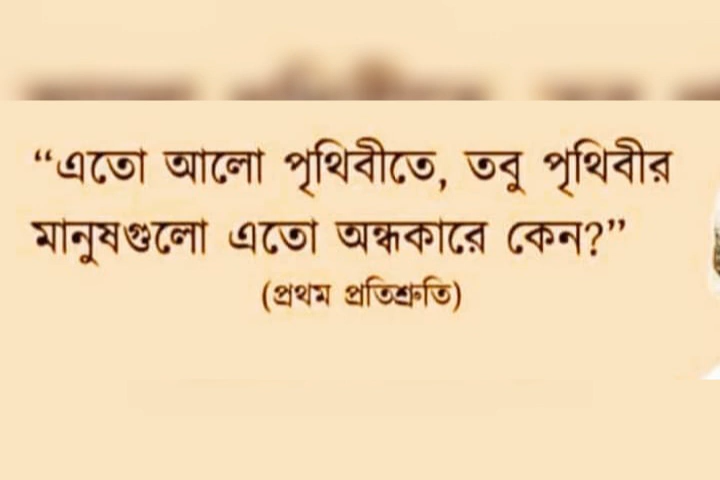 “এতো আলো পৃথিবীতে, তবু পৃথিবীর
মানুষগুলো এতো অন্ধকারে কেন?”
(প্রথম প্রতিশ্রুতি)